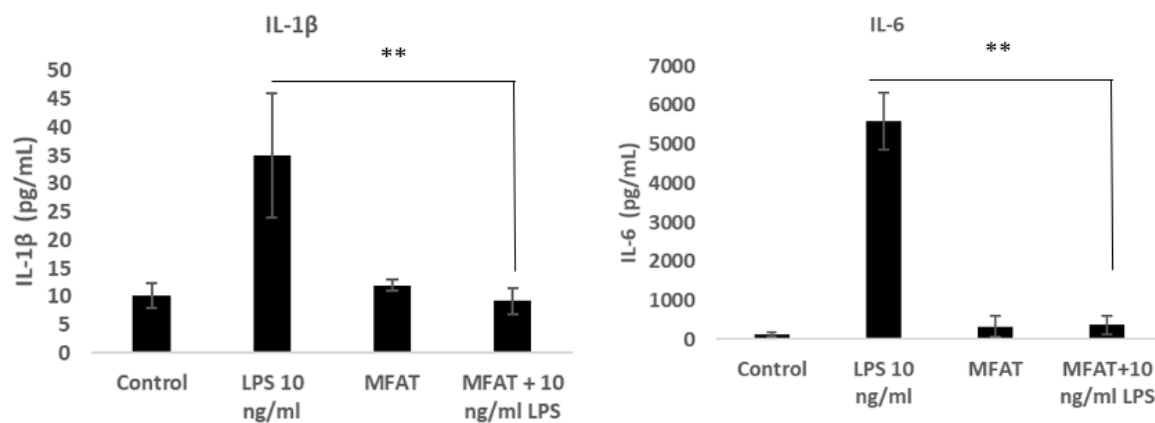 IL-1β
**
50
45
40
35
30
25
20
15
10
5
0
IL-1β (pg/mL)
Control
LPS 10
ng/ml
MFAT
MFAT + 10
ng/ml LPS
IL-6
**
7000
6000
5000
4000
3000
2000
1000
0
IL-6 (pg/mL)
Control
LPS 10
ng/ml
MFAT
MFAT+10
ng/ml LPS